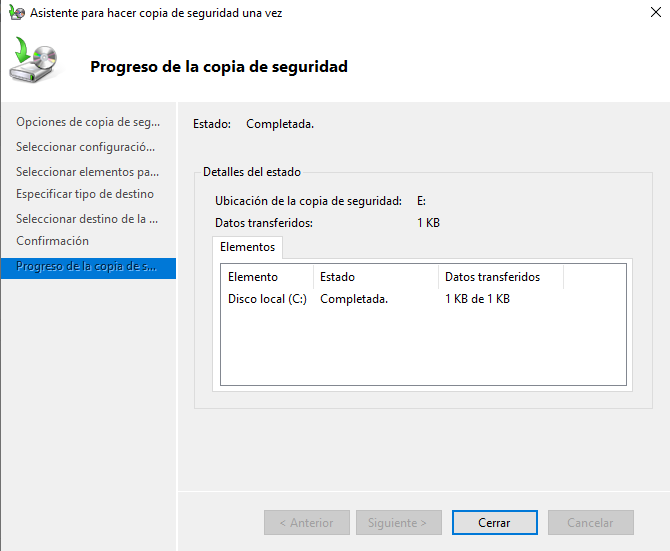 Asistente para hacer copia de seguridad una vez
Progreso de la copia de seguridad
Opciones de copia de seg...
Seleccionar configuració...
Seleccionar elementos pa...
Especificar tipo de destino
Seleccionar destino de la ...
Confirmación
Progreso de la copia de s...
Estado: Completada.
Detalles del estado
Ubicación de la copia de seguridad: E:
Datos transferidos: 1 KB
Elementos
Elemento Estado Datos transferidos
Disco local (C:) Completada. 1 KB de 1 KB
< Anterior Siguiente > Cerrar Cancelar